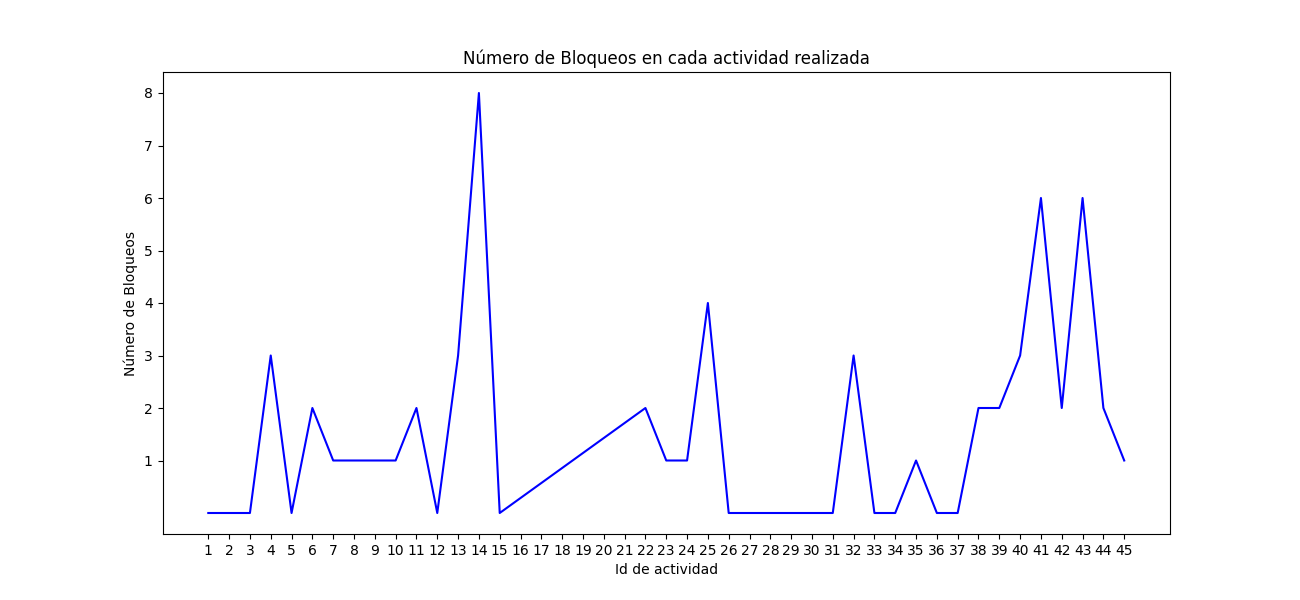 Número de Bloqueos en cada actividad realizada
8
7
6
5
4
3
2
1
Número de Bloqueos
1 2 3 4 5 6 7 8 9 10 11 12 13 14 15 16 17 18 19 20 21 22 23 24 25 26 27 28 29 30 31 32 33 34 35 36 37 38 39 40 41 42 43 44 45
Id de actividad